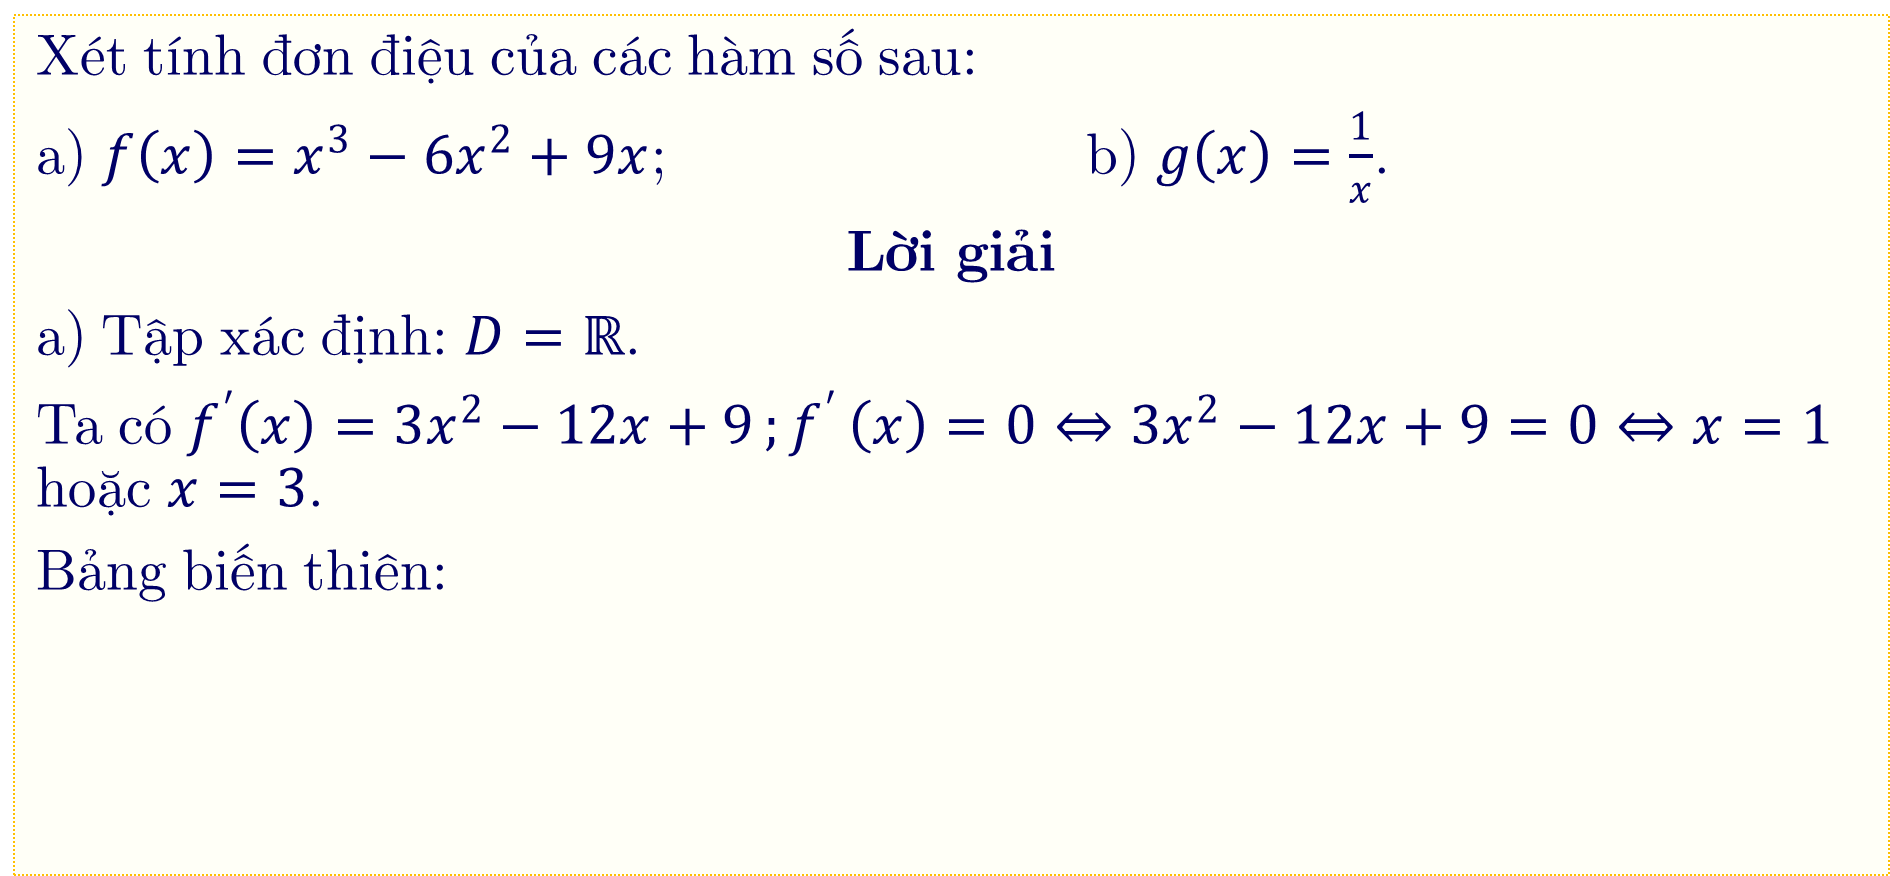 Xét tính đơn điệu của các hàm số sau:
a) f(x) = x³ − 6x² + 9x; b) g(x) = 1/x.
Lời giải
a) Tập xác định: D = ℝ.
Ta có f′(x) = 3x² − 12x + 9 ; f′ (x) = 0 ⇔ 3x² − 12x + 9 = 0 ⇔ x = 1
hoặc x = 3.
Bảng biến thiên: